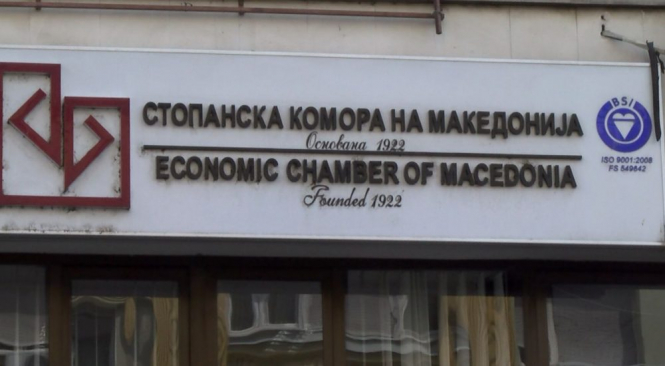 СТОПАНСКА КОМОРА НА МАКЕДОНИЈА
Основана 1922
ECONOMIC CHAMBER OF MACEDONIA
Founded 1922
BSI
ISO 9001:2008
FS 549642